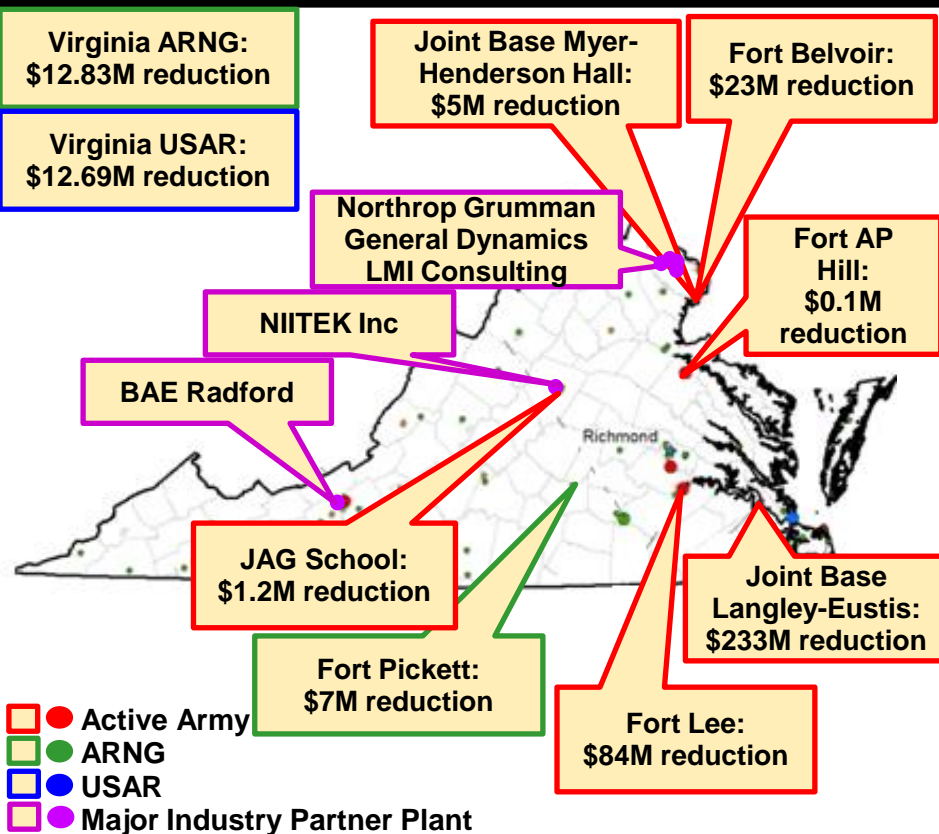 Virginia ARNG:
$12.83M reduction
Virginia USAR:
$12.69M reduction
Joint Base Myer-
Henderson Hall:
$5M reduction
Fort Belvoir:
$23M reduction
Northrop Grumman
General Dynamics
LMI Consulting
Fort AP
Hill:
$0.1M
reduction
NIITEK Inc
BAE Radford
Richmond
JAG School:
$1.2M reduction
Joint Base
Langley-Eustis:
$233M reduction
Fort Pickett:
$7M reduction
Fort Lee:
$84M reduction
Active Army
ARNG
USAR
Major Industry Partner Plant